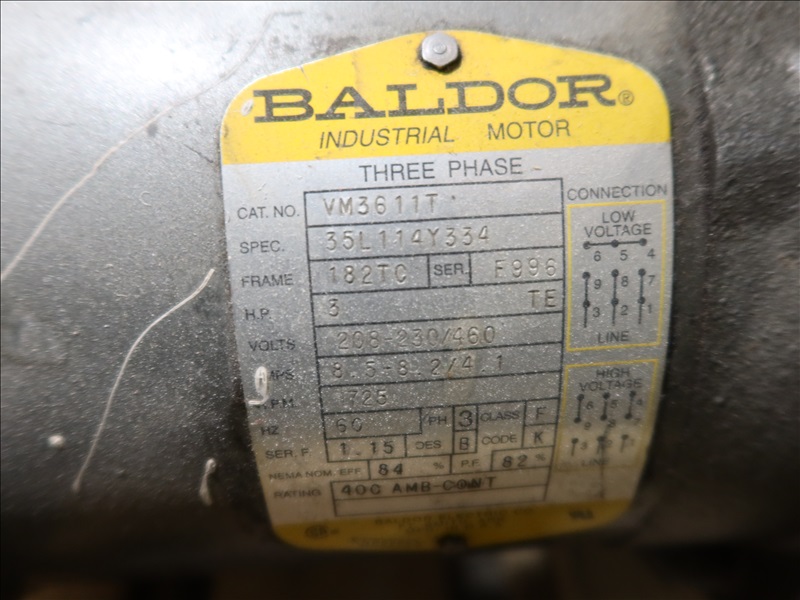 BALDOR®
INDUSTRIAL MOTOR
THREE PHASE
CAT. NO. VM3611T
SPEC. 35L114Y334
FRAME 182TC SER. F996
H.P. 3 TE
VOLTS 208-230/460
8.5-8.2/4.1
R.P.M. 1725
HZ 60 PH 3 CLASS F
SER. F. 1.15 DES B CODE K
NEMA NOM. EFF. 84 % P.F. 82 %
RATING 40C AMB-CONT
CONNECTION
LOW
VOLTAGE
6 5 4
9 8 7
3 2 1
LINE
HIGH
VOLTAGE
LINE